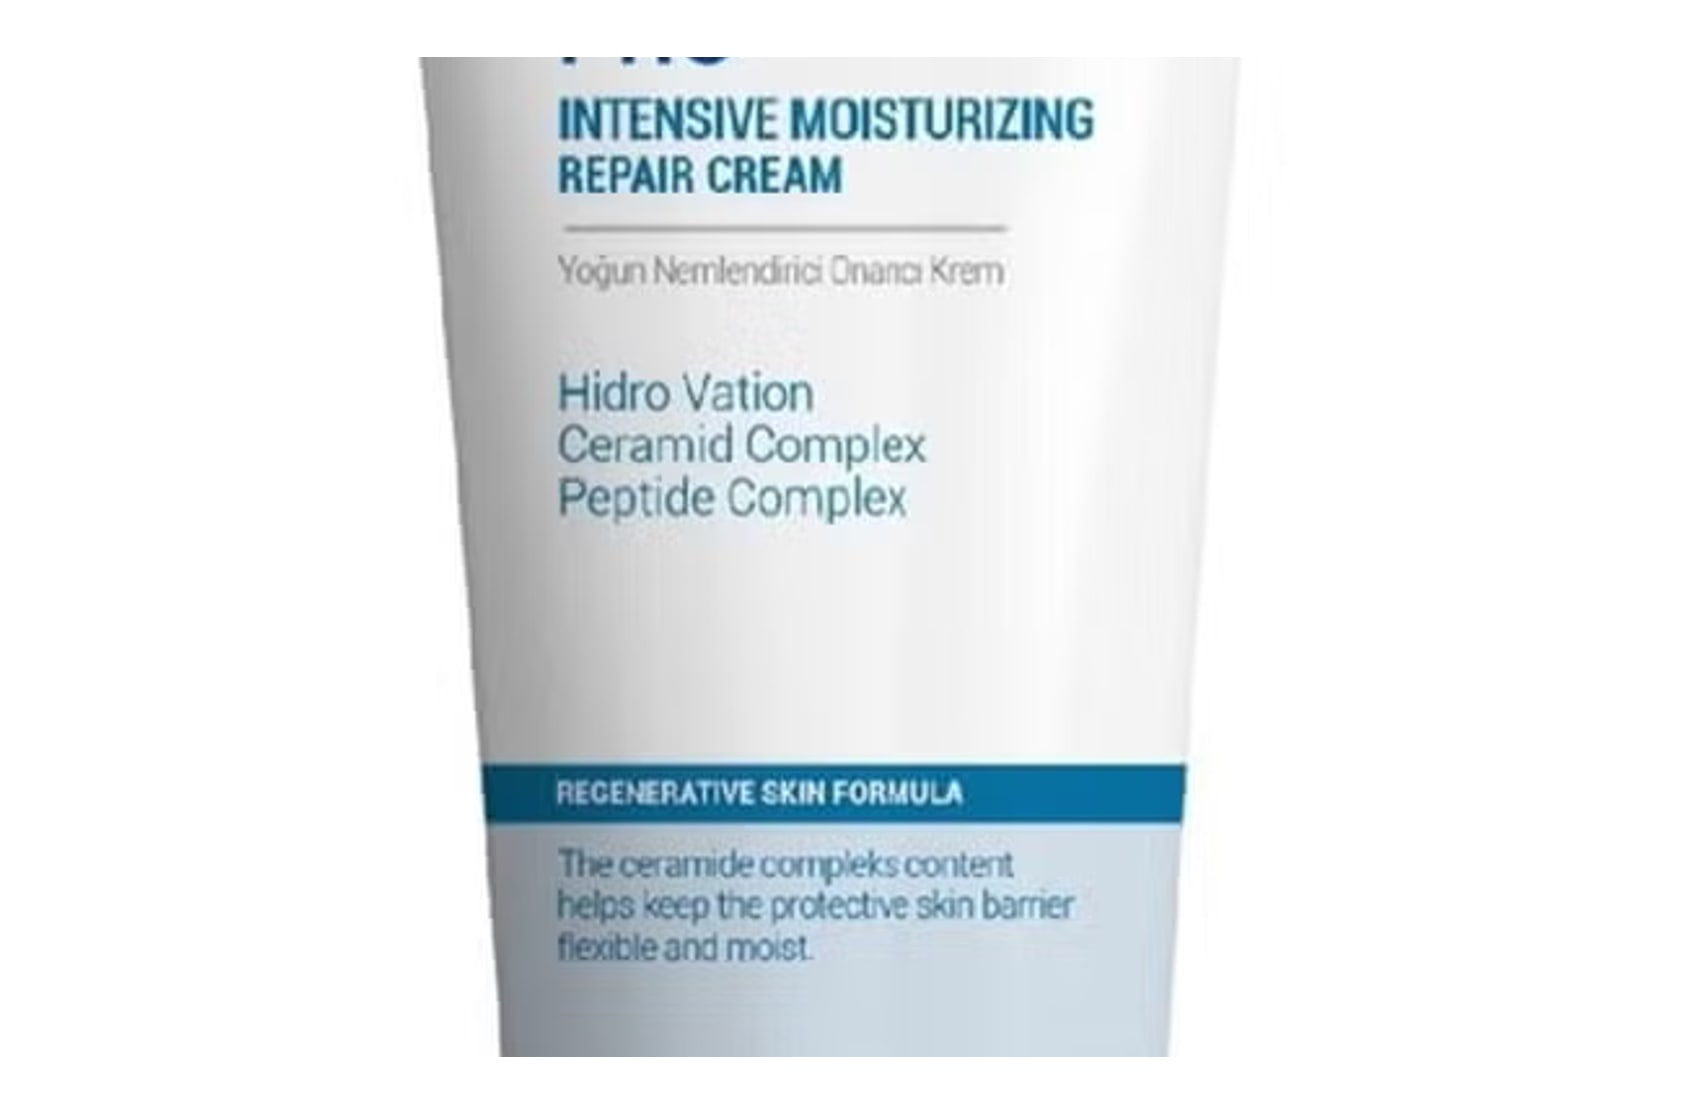 INTENSIVE MOISTURIZING
REPAIR CREAM
Yoğun Nemlendirici Onarıcı Krem
Hidro Vation
Ceramid Complex
Peptide Complex
REGENERATIVE SKIN FORMULA
The ceramide compleks content
helps keep the protective skin barrier
flexible and moist.